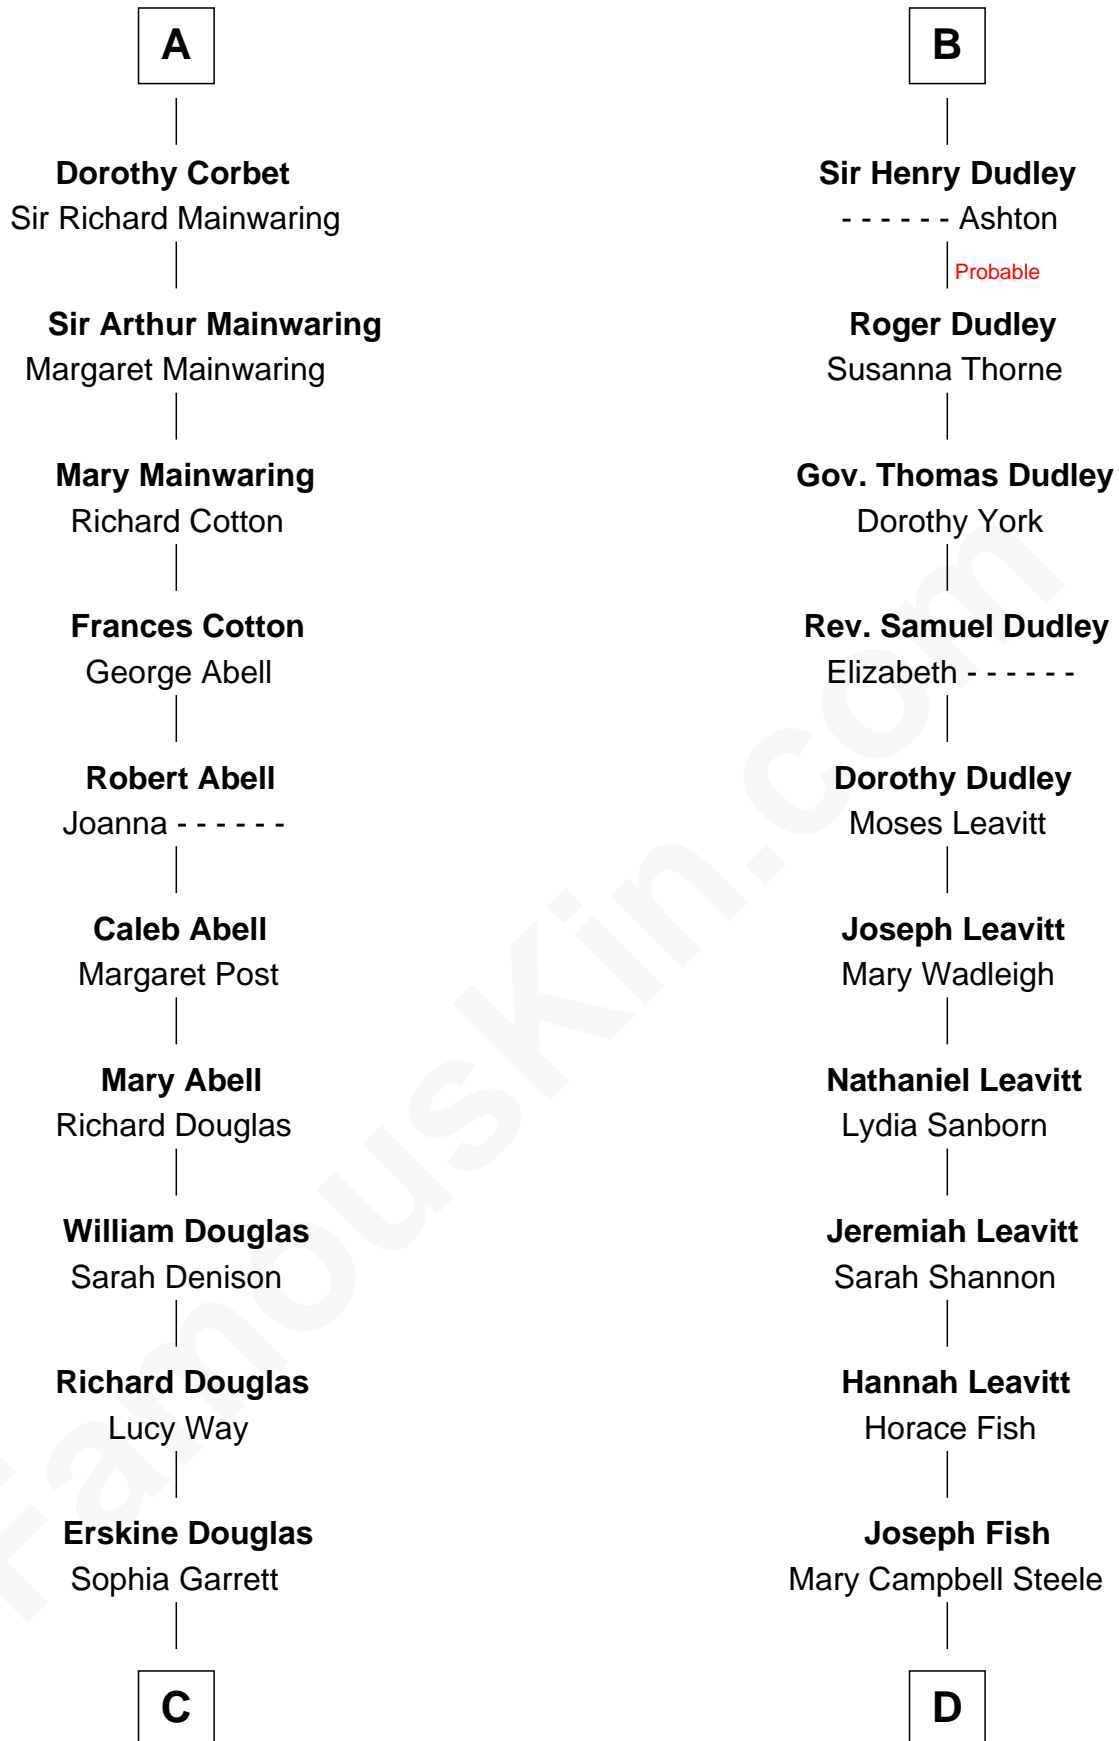 A
Dorothy Corbet
Sir Richard Mainwaring
Sir Arthur Mainwaring
Margaret Mainwaring
Mary Mainwaring
Richard Cotton
Frances Cotton
George Abell
Robert Abell
Joanna - - - - - -
Caleb Abell
Margaret Post
Mary Abell
Richard Douglas
William Douglas
Sarah Denison
Richard Douglas
Lucy Way
Erskine Douglas
Sophia Garrett
C
B
Sir Henry Dudley
- - - - - - Ashton
Probable
Roger Dudley
Susanna Thorne
Gov. Thomas Dudley
Dorothy York
Rev. Samuel Dudley
Elizabeth - - - - - -
Dorothy Dudley
Moses Leavitt
Joseph Leavitt
Mary Wadleigh
Nathaniel Leavitt
Lydia Sanborn
Jeremiah Leavitt
Sarah Shannon
Hannah Leavitt
Horace Fish
Joseph Fish
Mary Campbell Steele
D
FamousKin.com